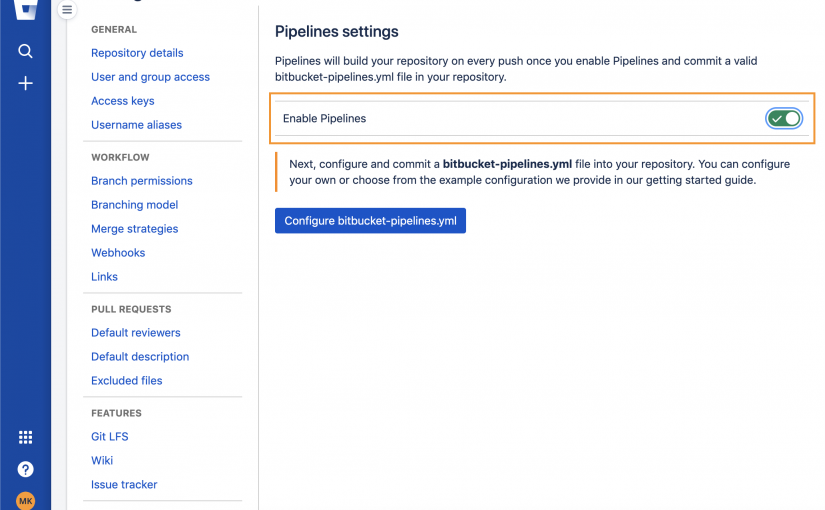 GENERAL
Repository details
User and group access
Access keys
Username aliases
WORKFLOW
Branch permissions
Branching model
Merge strategies
Webhooks
Links
PULL REQUESTS
Default reviewers
Default description
Excluded files
FEATURES
Git LFS
Wiki
Issue tracker
?
MK
Pipelines settings
Pipelines will build your repository on every push once you enable Pipelines and commit a valid
bitbucket-pipelines.yml file in your repository.
Enable Pipelines
Next, configure and commit a bitbucket-pipelines.yml file into your repository. You can configure
your own or choose from the example configuration we provide in our getting started guide.
Configure bitbucket-pipelines.yml